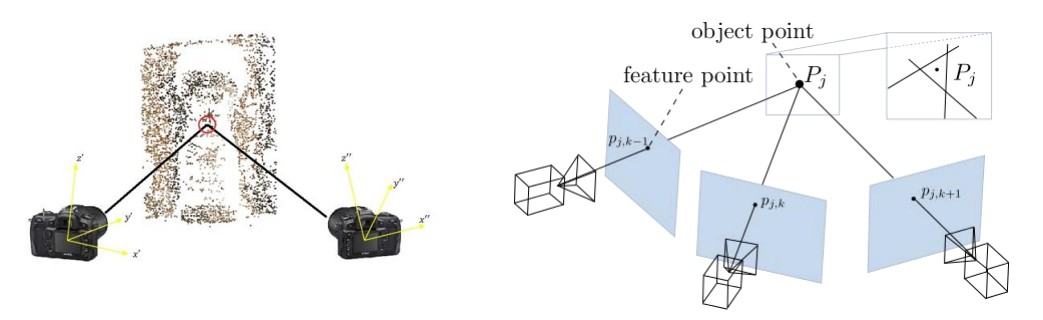 z'
y'
x'
z''
y''
x''
object point
feature point
P_j
P_j
p_{j,k-1}
p_{j,k}
p_{j,k+1}